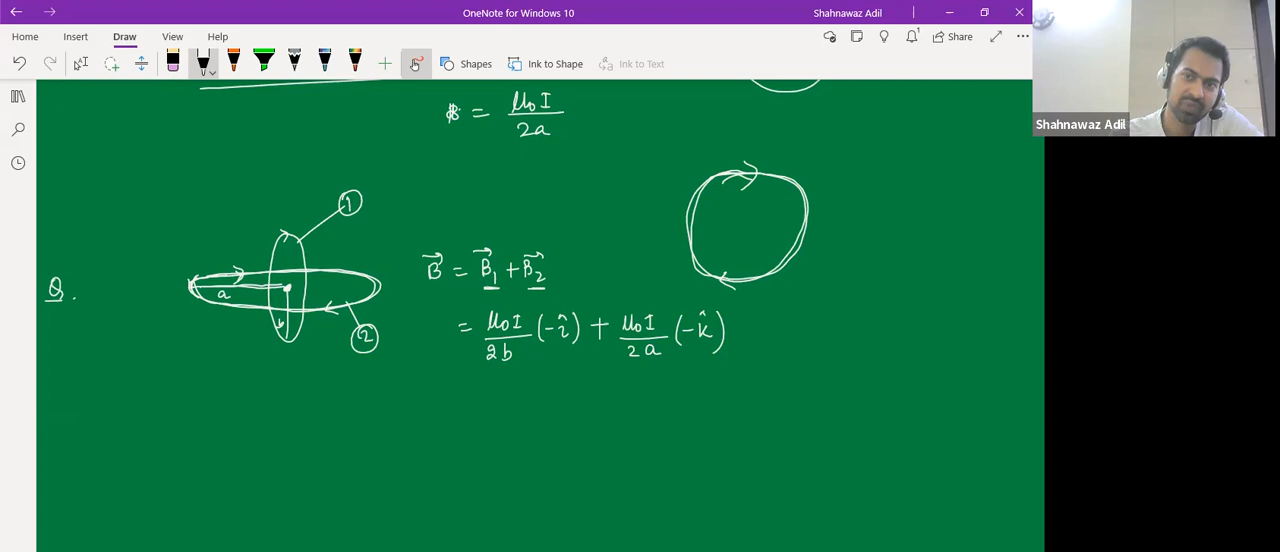 OneNote for Windows 10
Shahnawaz Adil
Home Insert Draw View Help
Shapes Ink to Shape Ink to Text Share
Shahnawaz Adil
B = μ₀I / 2a
①
Q.
a
b
②
B⃗ = B⃗₁ + B⃗₂
= μ₀I / 2b (-î) + μ₀I / 2a (-k̂)